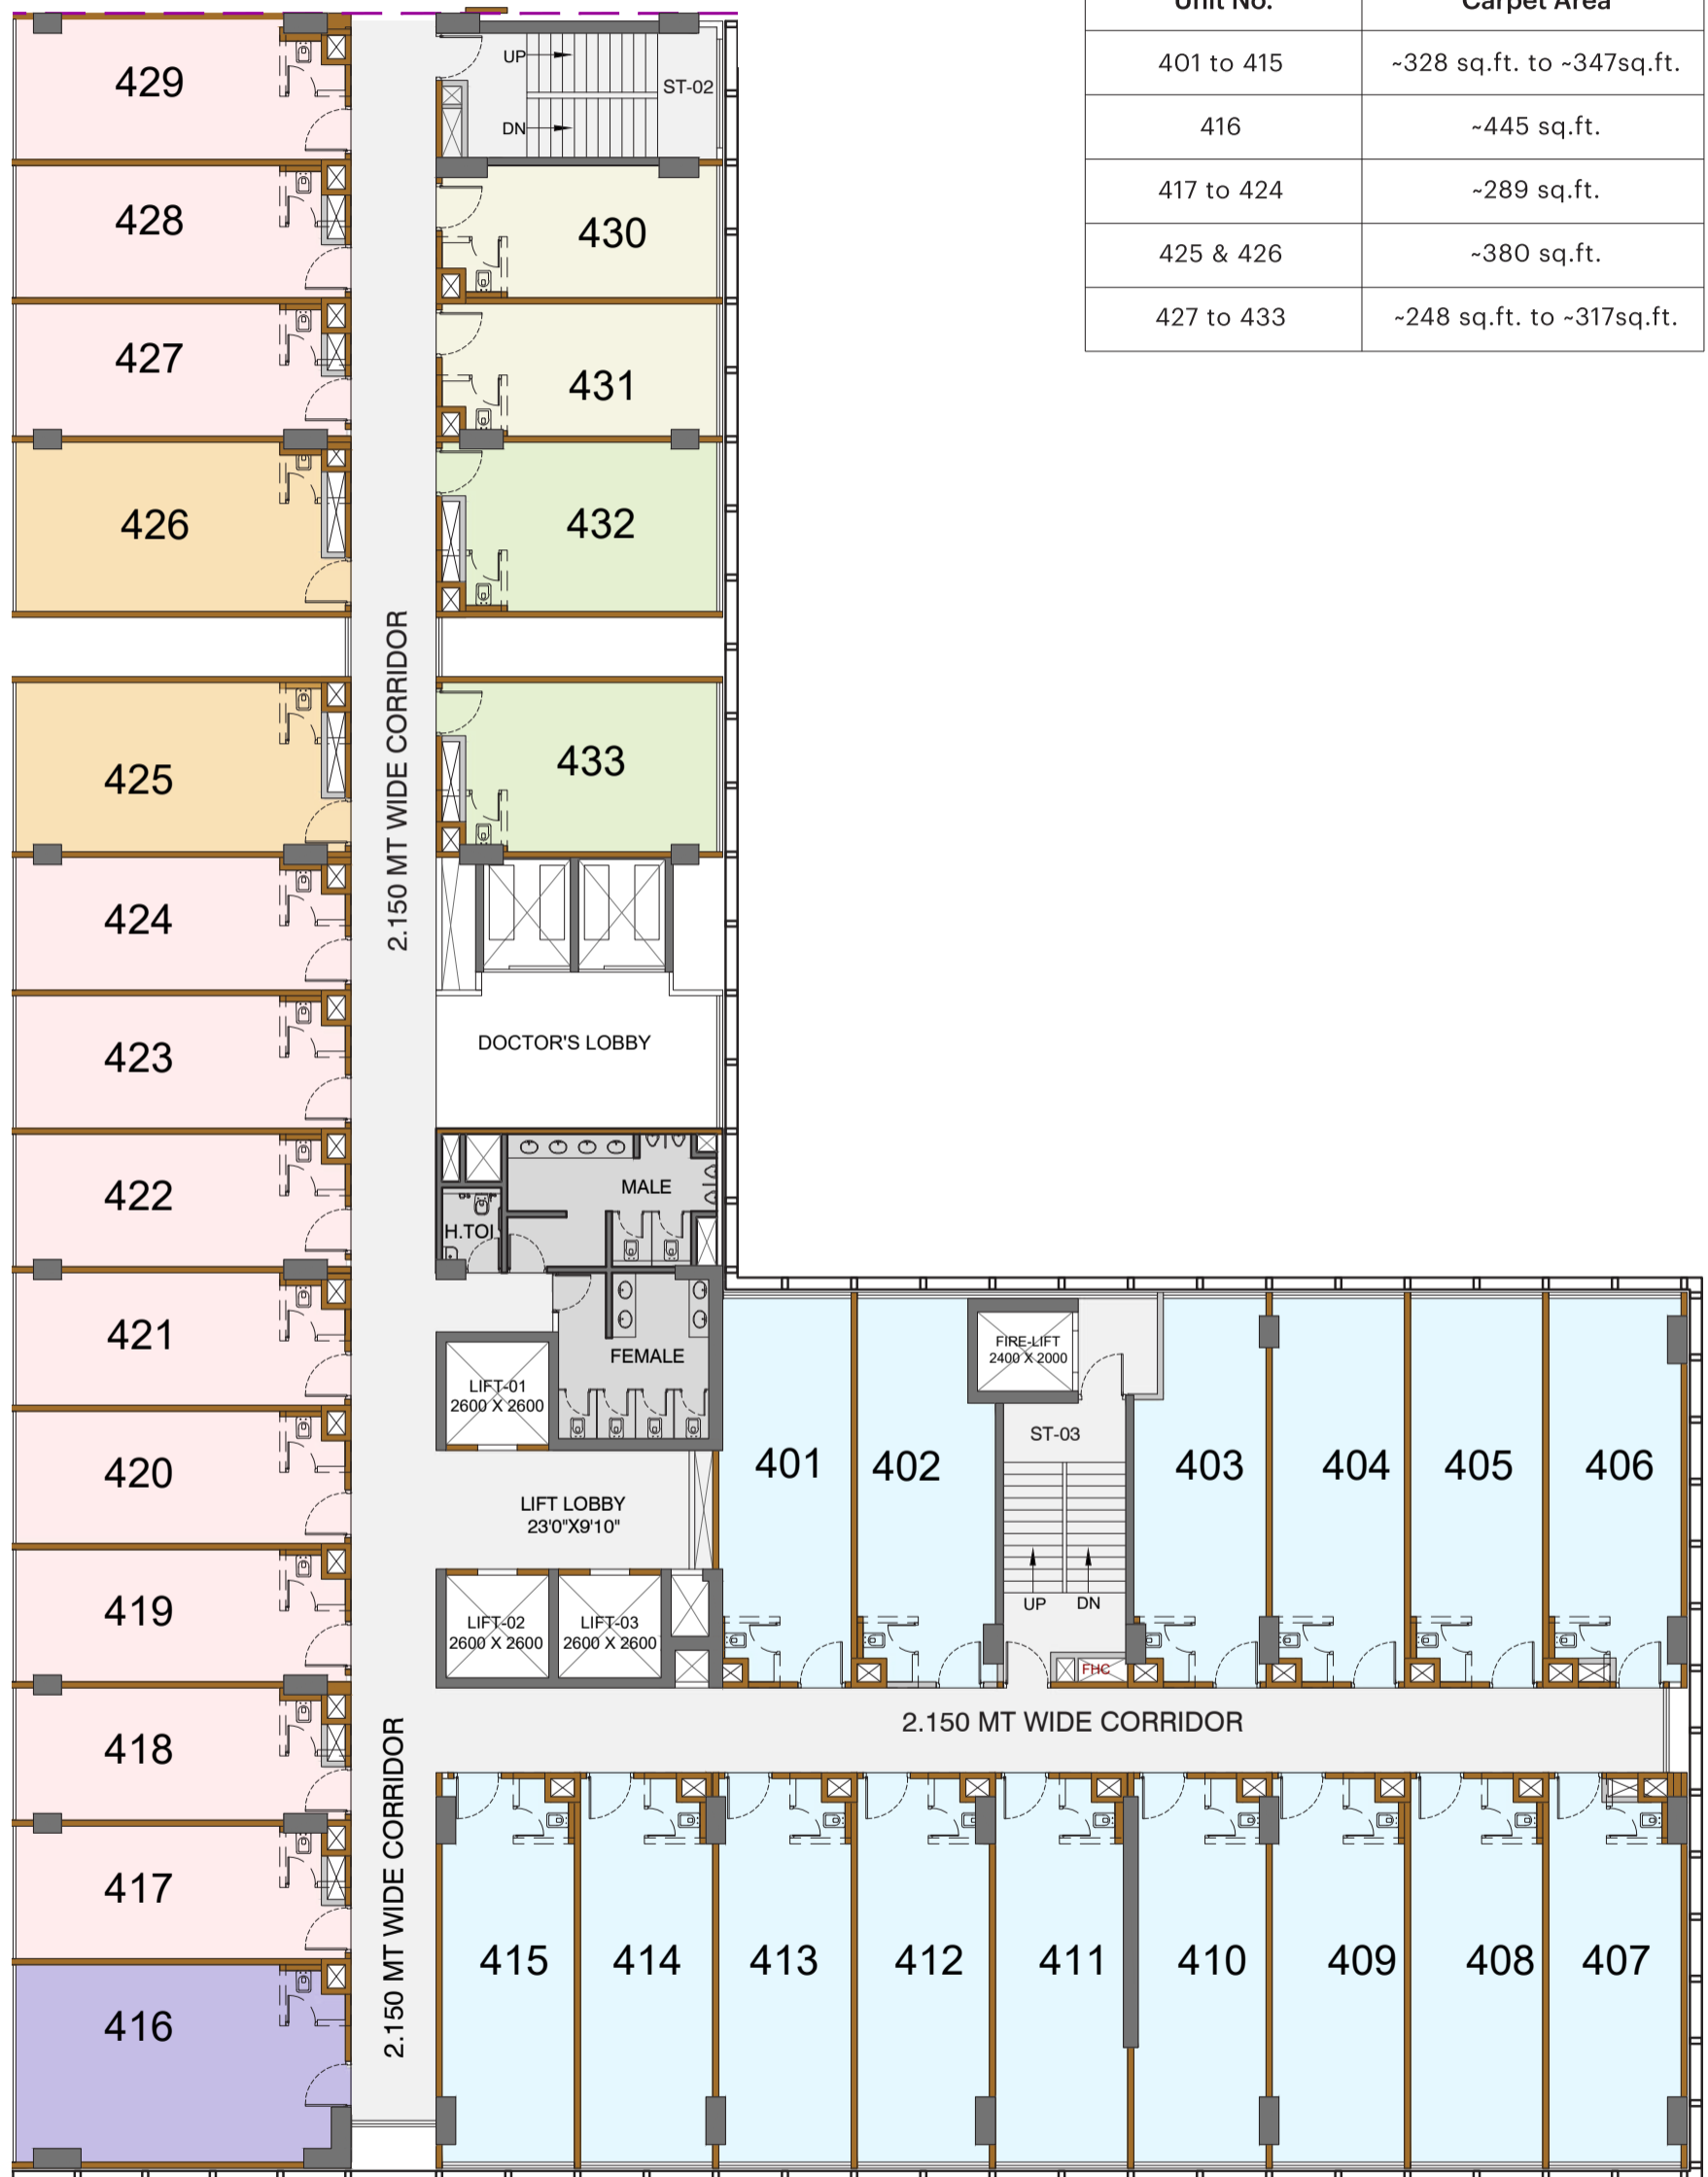 Unit No. Carpet Area
401 to 415 ~328 sq.ft. to ~347sq.ft.
416 ~445 sq.ft.
417 to 424 ~289 sq.ft.
425 & 426 ~380 sq.ft.
427 to 433 ~248 sq.ft. to ~317sq.ft.
429
UP
ST-02
DN
428
430
427
431
426
432
2.150 MT WIDE CORRIDOR
425
433
424
423
DOCTOR'S LOBBY
422
MALE
H.TOI
421
FEMALE
LIFT-01
2600 X 2600
FIRE-LIFT
2400 X 2000
ST-03
420
401 402 403 404 405 406
LIFT LOBBY
23'0"X9'10"
419
LIFT-02
2600 X 2600
LIFT-03
2600 X 2600
UP DN
FHC
418
2.150 MT WIDE CORRIDOR
2.150 MT WIDE CORRIDOR
417
415 414 413 412 411 410 409 408 407
416